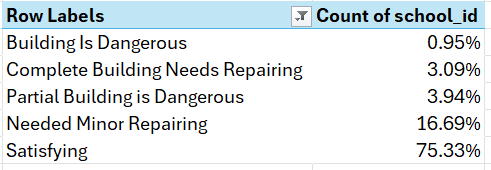 Row Labels Count of school_id
Building Is Dangerous 0.95%
Complete Building Needs Repairing 3.09%
Partial Building is Dangerous 3.94%
Needed Minor Repairing 16.69%
Satisfying 75.33%